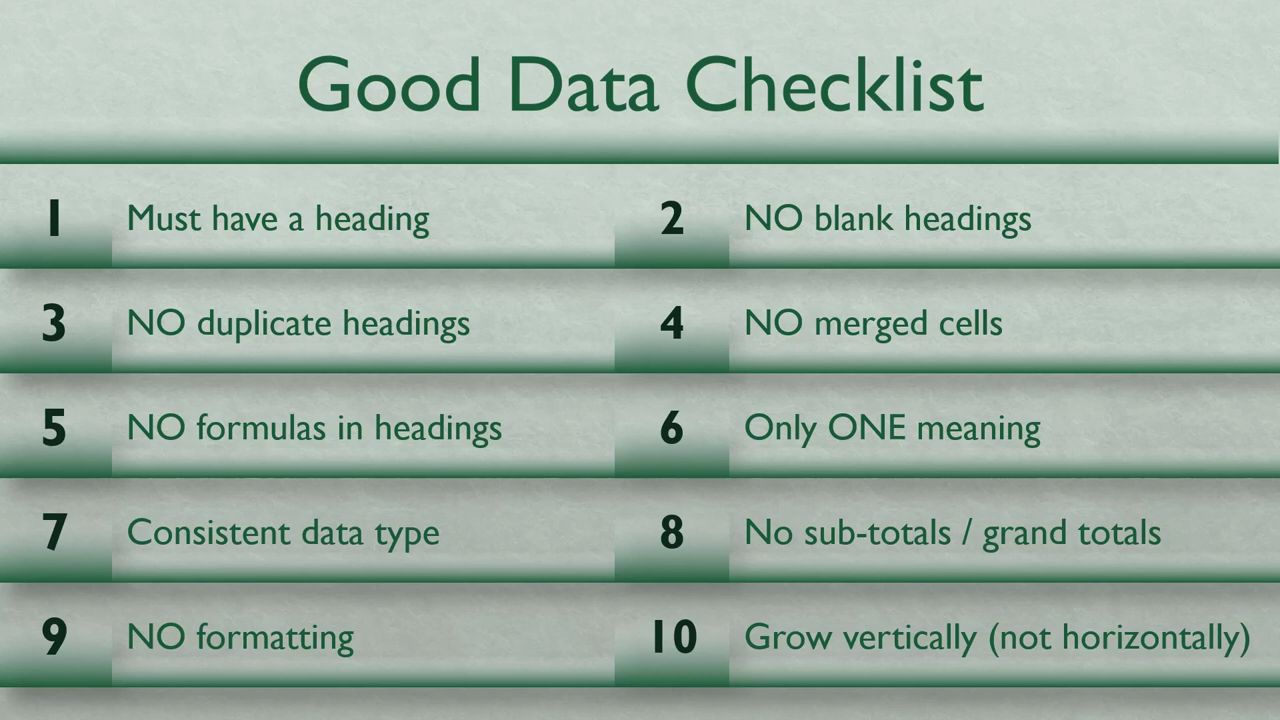 Good Data Checklist
1 Must have a heading
2 NO blank headings
3 NO duplicate headings
4 NO merged cells
5 NO formulas in headings
6 Only ONE meaning
7 Consistent data type
8 No sub-totals / grand totals
9 NO formatting
10 Grow vertically (not horizontally)